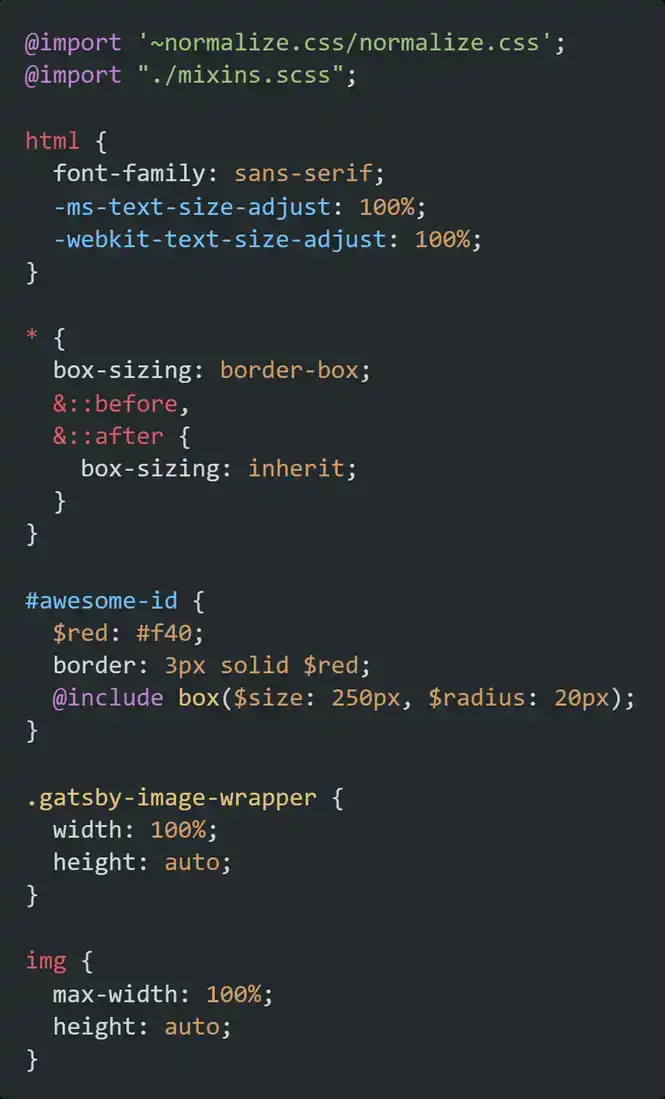 @import '~normalize.css/normalize.css';
@import "./mixins.scss";

html {
  font-family: sans-serif;
  -ms-text-size-adjust: 100%;
  -webkit-text-size-adjust: 100%;
}

* {
  box-sizing: border-box;
  &::before,
  &::after {
    box-sizing: inherit;
  }
}

#awesome-id {
  $red: #f40;
  border: 3px solid $red;
  @include box($size: 250px, $radius: 20px);
}

.gatsby-image-wrapper {
  width: 100%;
  height: auto;
}

img {
  max-width: 100%;
  height: auto;
}